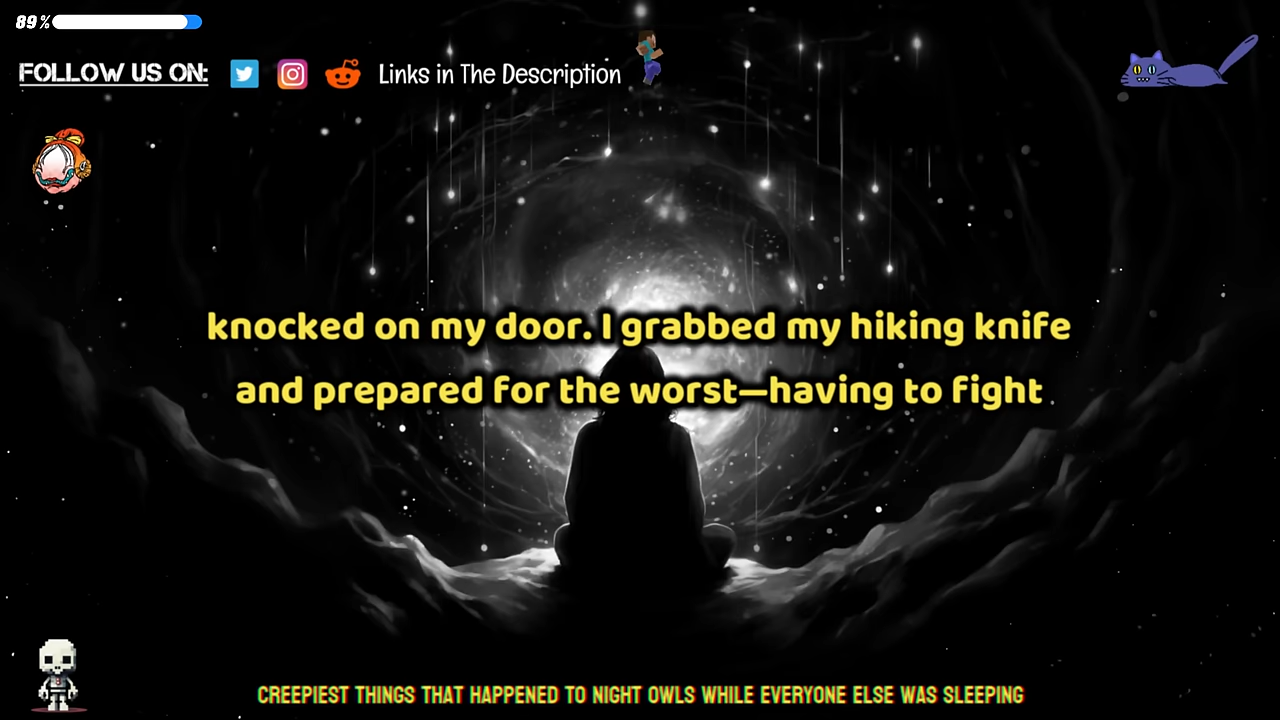 89%
FOLLOW US ON: Links in The Description
knocked on my door. I grabbed my hiking knife
and prepared for the worst—having to fight
CREEPIEST THINGS THAT HAPPENED TO NIGHT OWLS WHILE EVERYONE ELSE WAS SLEEPING